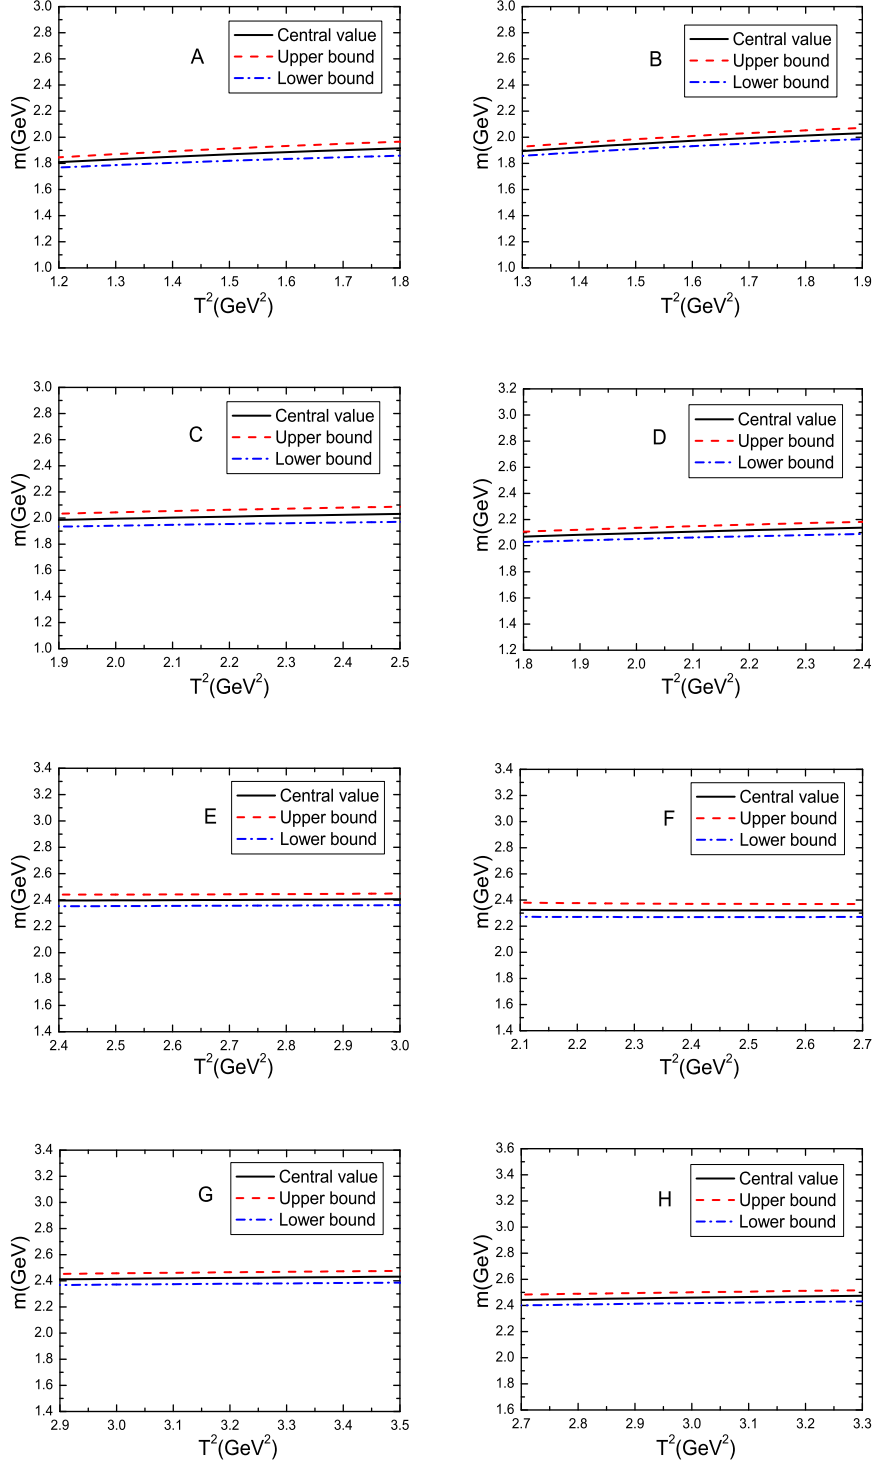 A
Central value
Upper bound
Lower bound
m(GeV)
3.0
2.8
2.6
2.4
2.2
2.0
1.8
1.6
1.4
1.2
1.0
1.2 1.3 1.4 1.5 1.6 1.7 1.8
T²(GeV²)
B
Central value
Upper bound
Lower bound
m(GeV)
3.0
2.8
2.6
2.4
2.2
2.0
1.8
1.6
1.4
1.2
1.0
1.3 1.4 1.5 1.6 1.7 1.8 1.9
T²(GeV²)
C
Central value
Upper bound
Lower bound
m(GeV)
3.0
2.8
2.6
2.4
2.2
2.0
1.8
1.6
1.4
1.2
1.0
1.9 2.0 2.1 2.2 2.3 2.4 2.5
T²(GeV²)
D
Central value
Upper bound
Lower bound
m(GeV)
3.2
3.0
2.8
2.6
2.4
2.2
2.0
1.8
1.6
1.4
1.2
1.8 1.9 2.0 2.1 2.2 2.3 2.4
T²(GeV²)
E
Central value
Upper bound
Lower bound
m(GeV)
3.4
3.2
3.0
2.8
2.6
2.4
2.2
2.0
1.8
1.6
1.4
2.4 2.5 2.6 2.7 2.8 2.9 3.0
T²(GeV²)
F
Central value
Upper bound
Lower bound
m(GeV)
3.4
3.2
3.0
2.8
2.6
2.4
2.2
2.0
1.8
1.6
1.4
2.1 2.2 2.3 2.4 2.5 2.6 2.7
T²(GeV²)
G
Central value
Upper bound
Lower bound
m(GeV)
3.4
3.2
3.0
2.8
2.6
2.4
2.2
2.0
1.8
1.6
1.4
2.9 3.0 3.1 3.2 3.3 3.4 3.5
T²(GeV²)
H
Central value
Upper bound
Lower bound
m(GeV)
3.6
3.4
3.2
3.0
2.8
2.6
2.4
2.2
2.0
1.8
1.6
2.7 2.8 2.9 3.0 3.1 3.2 3.3
T²(GeV²)